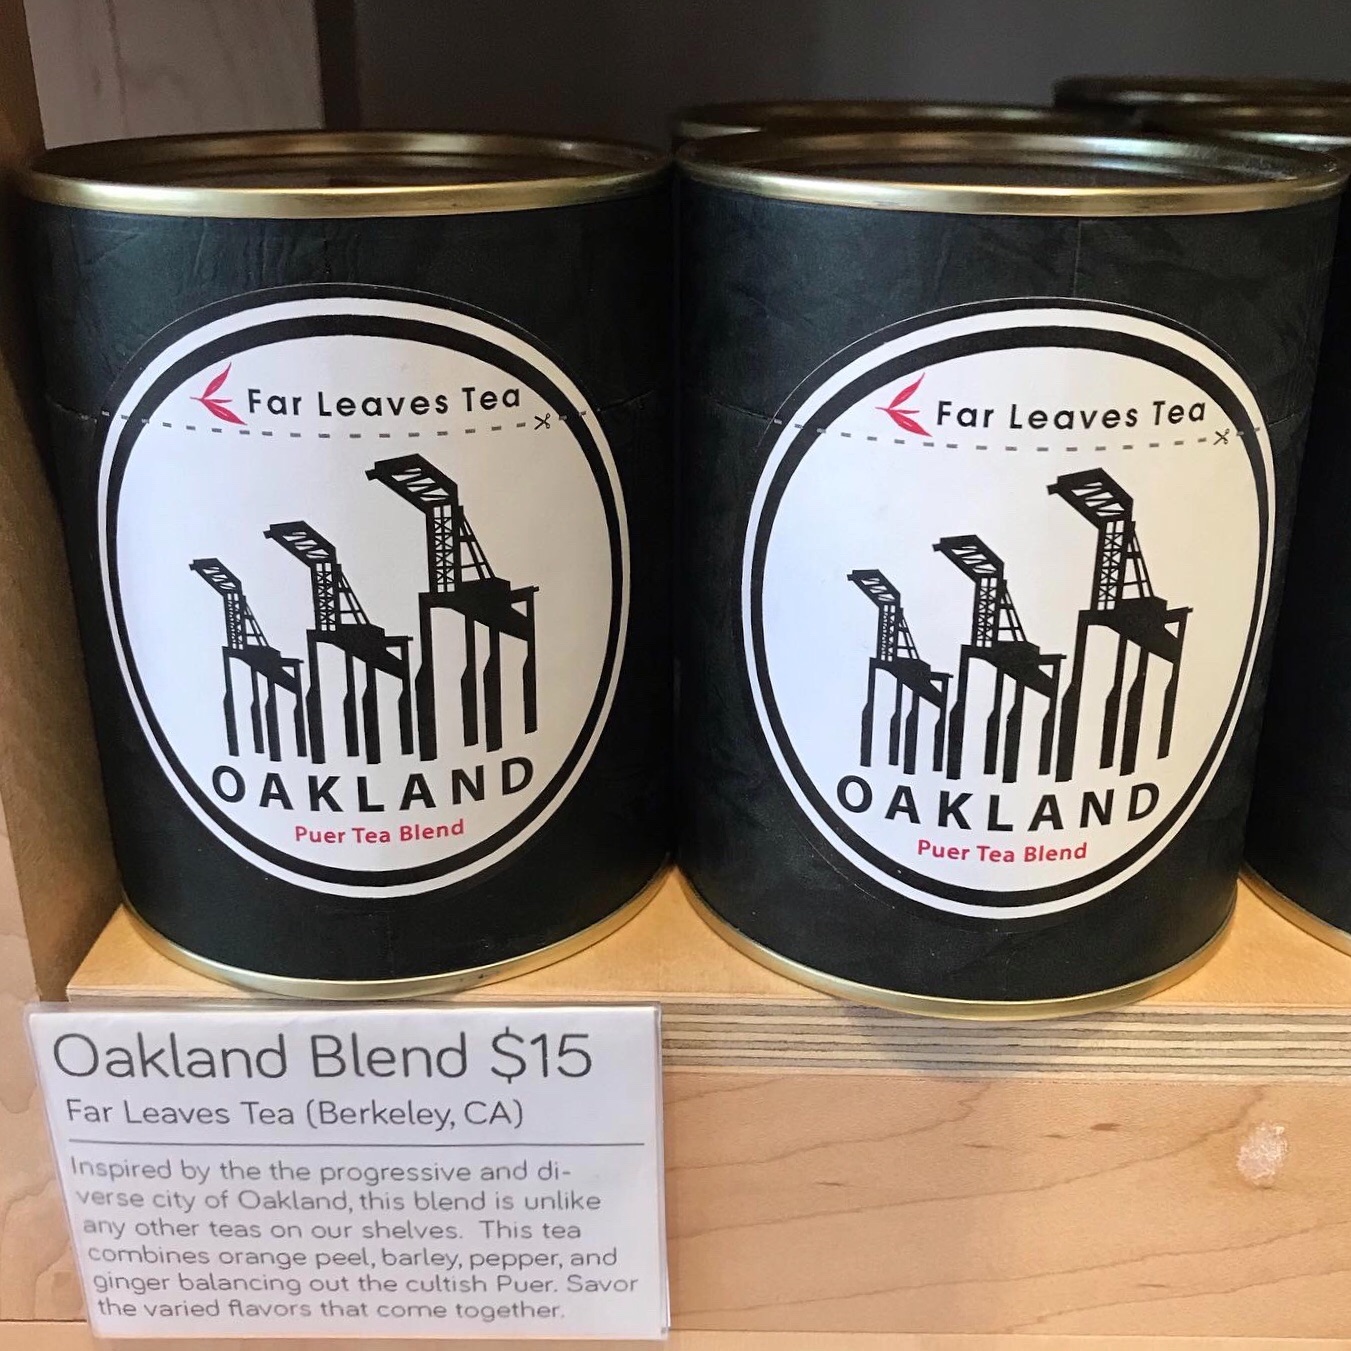 Far Leaves Tea
OAKLAND
Puer Tea Blend
Far Leaves Tea
OAKLAND
Puer Tea Blend
Oakland Blend $15
Far Leaves Tea (Berkeley, CA)
Inspired by the the progressive and di-
verse city of Oakland, this blend is unlike
any other teas on our shelves. This tea
combines orange peel, barley, pepper, and
ginger balancing out the cultish Puer. Savor
the varied flavors that come together.